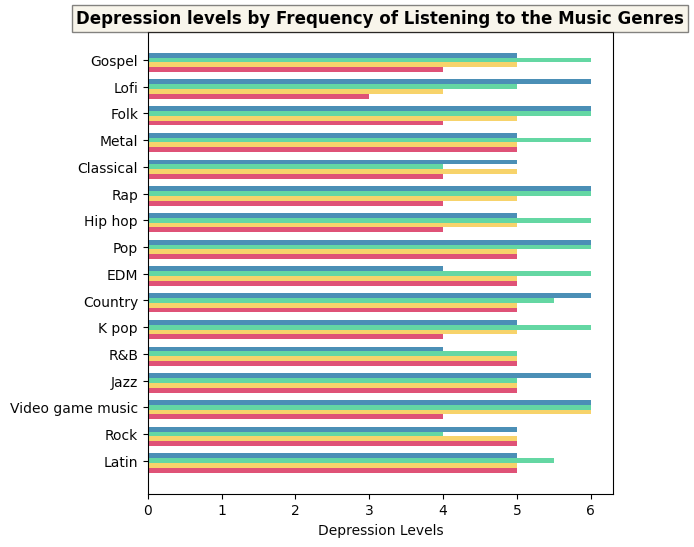 Depression levels by Frequency of Listening to the Music Genres
Gospel
Lofi
Folk
Metal
Classical
Rap
Hip hop
Pop
EDM
Country
K pop
R&B
Jazz
Video game music
Rock
Latin
0 1 2 3 4 5 6
Depression Levels